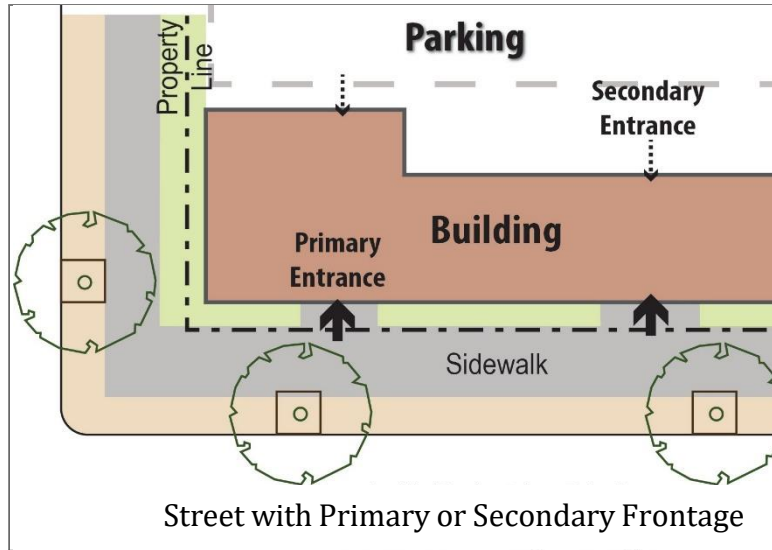 Parking
Property
Line
Secondary
Entrance
Primary
Entrance
Building
Sidewalk
Street with Primary or Secondary Frontage